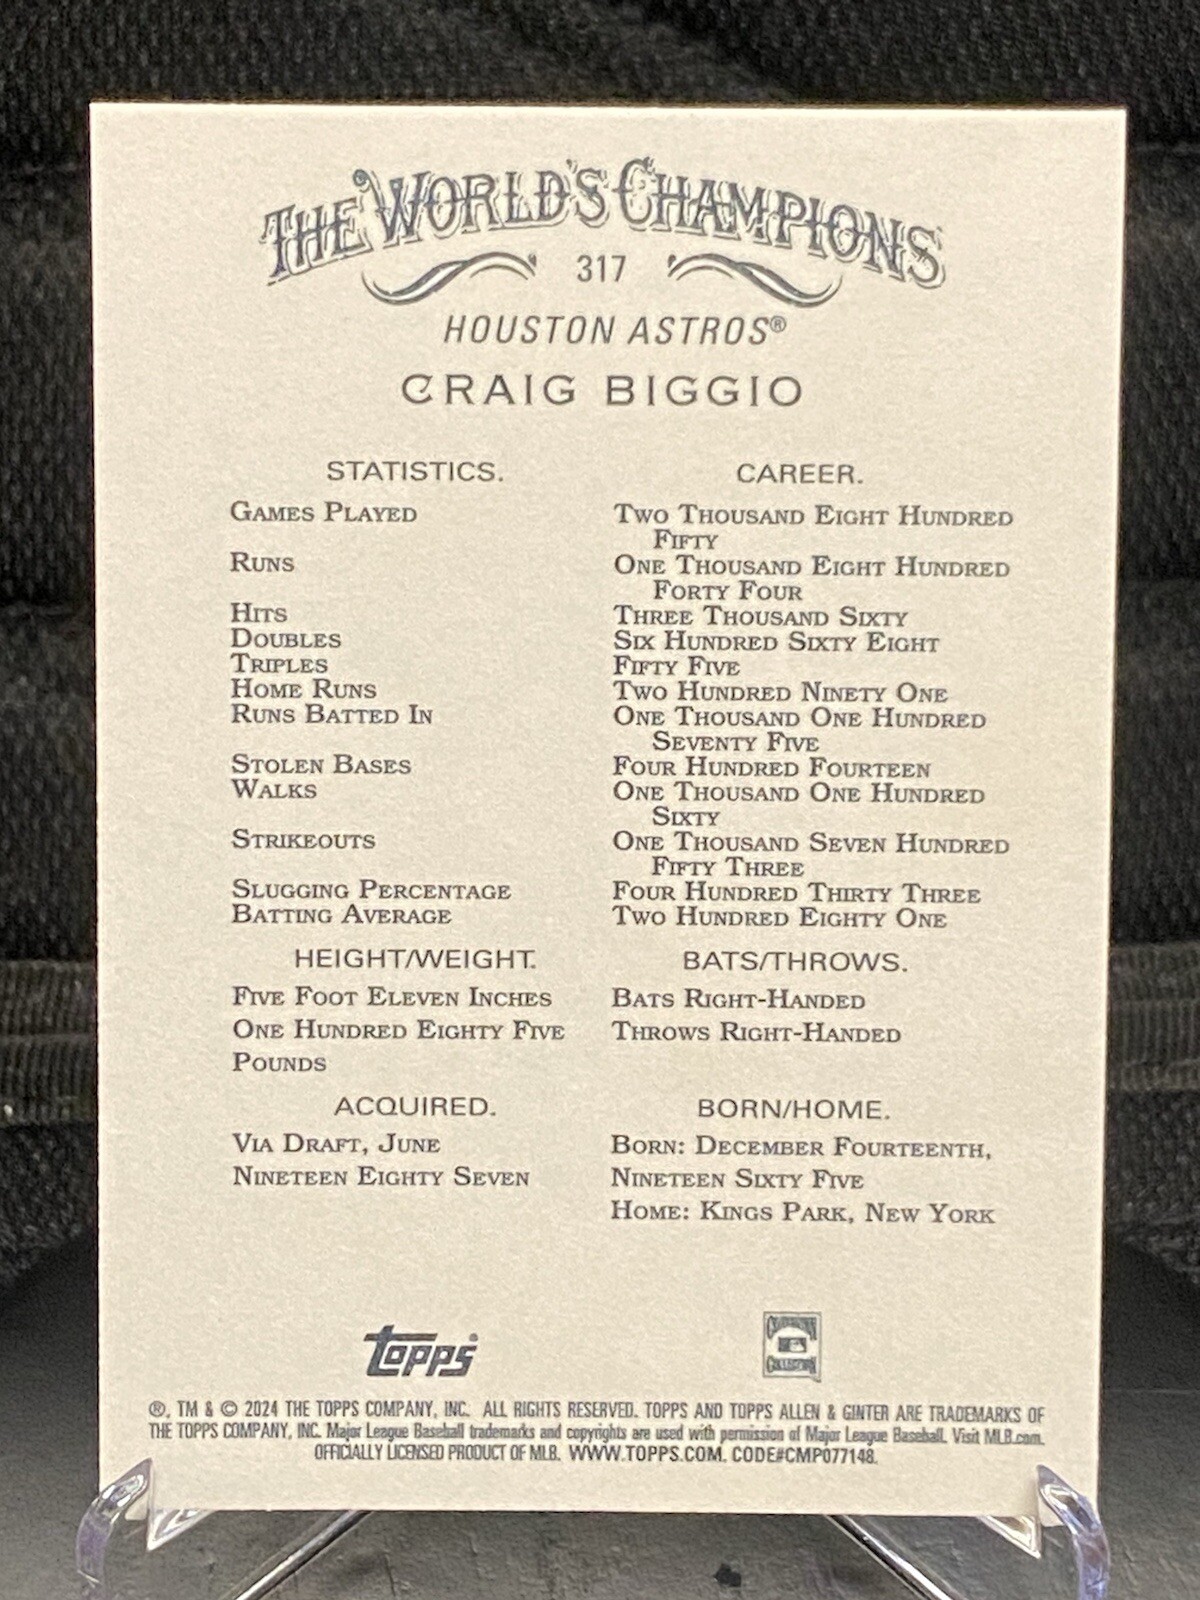 THE WORLD'S CHAMPIONS
317
HOUSTON ASTROS®
CRAIG BIGGIO
STATISTICS. CAREER.
GAMES PLAYED TWO THOUSAND EIGHT HUNDRED
FIFTY
RUNS ONE THOUSAND EIGHT HUNDRED
FORTY FOUR
HITS THREE THOUSAND SIXTY
DOUBLES SIX HUNDRED SIXTY EIGHT
TRIPLES FIFTY FIVE
HOME RUNS TWO HUNDRED NINETY ONE
RUNS BATTED IN ONE THOUSAND ONE HUNDRED
SEVENTY FIVE
STOLEN BASES FOUR HUNDRED FOURTEEN
WALKS ONE THOUSAND ONE HUNDRED
SIXTY
STRIKEOUTS ONE THOUSAND SEVEN HUNDRED
FIFTY THREE
SLUGGING PERCENTAGE FOUR HUNDRED THIRTY THREE
BATTING AVERAGE TWO HUNDRED EIGHTY ONE
HEIGHT/WEIGHT. BATS/THROWS.
FIVE FOOT ELEVEN INCHES BATS RIGHT-HANDED
ONE HUNDRED EIGHTY FIVE THROWS RIGHT-HANDED
POUNDS
ACQUIRED. BORN/HOME.
VIA DRAFT, JUNE BORN: DECEMBER FOURTEENTH,
NINETEEN EIGHTY SEVEN NINETEEN SIXTY FIVE
HOME: KINGS PARK, NEW YORK
topps®
COOPERSTOWN
COLLECTION
®, TM & © 2024 THE TOPPS COMPANY, INC. ALL RIGHTS RESERVED. TOPPS AND TOPPS ALLEN & GINTER ARE TRADEMARKS OF
THE TOPPS COMPANY, INC. Major League Baseball trademarks and copyrights are used with permission of Major League Baseball. Visit MLB.com.
OFFICIALLY LICENSED PRODUCT OF MLB. WWW.TOPPS.COM. CODE#CMP077148.